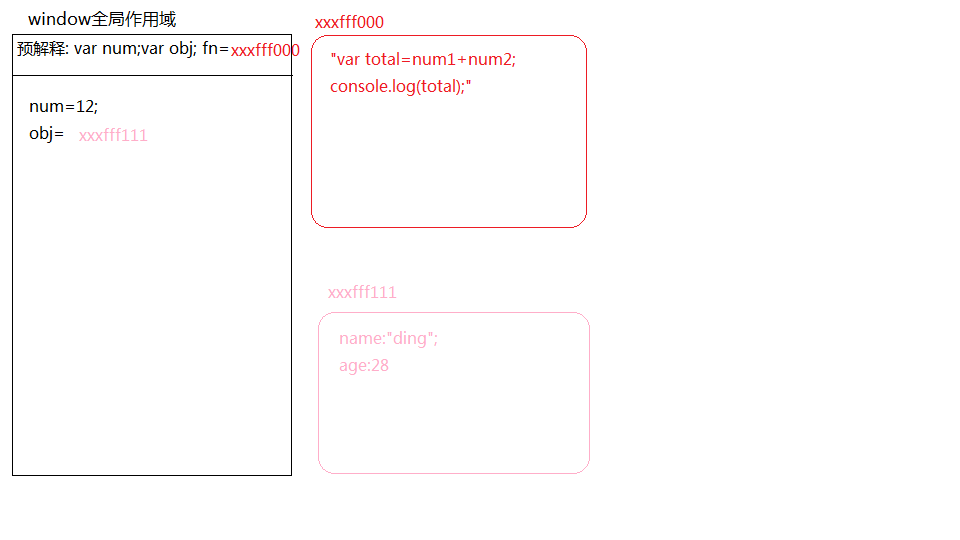 window全局作用域
预解释: var num;var obj; fn=xxxfff000
num=12;
obj= xxxfff111
xxxfff000
"var total=num1+num2;
console.log(total);"
xxxfff111
name:"ding";
age:28